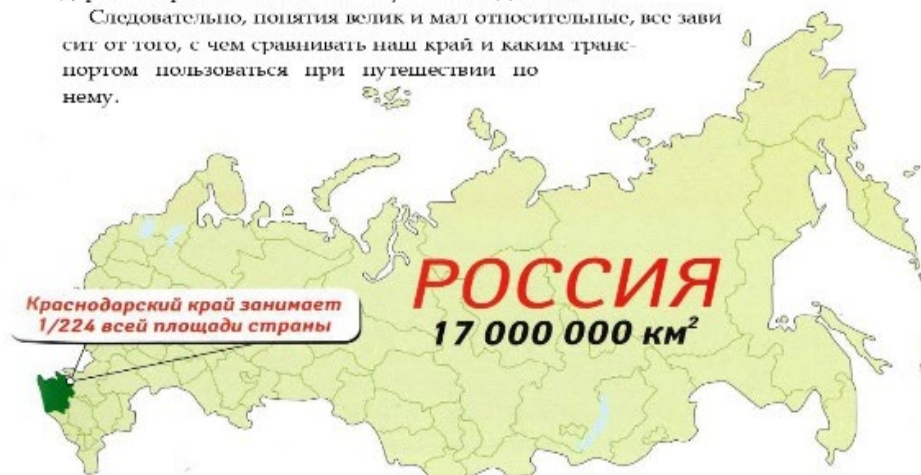 Следовательно, понятия велик и мал относительные, все зави
сит от того, с чем сравнивать наш край и каким транс-
портом пользоваться при путешествии по
нему.
РОССИЯ
17 000 000 км²
Краснодарский край занимает
1/224 всей площади страны